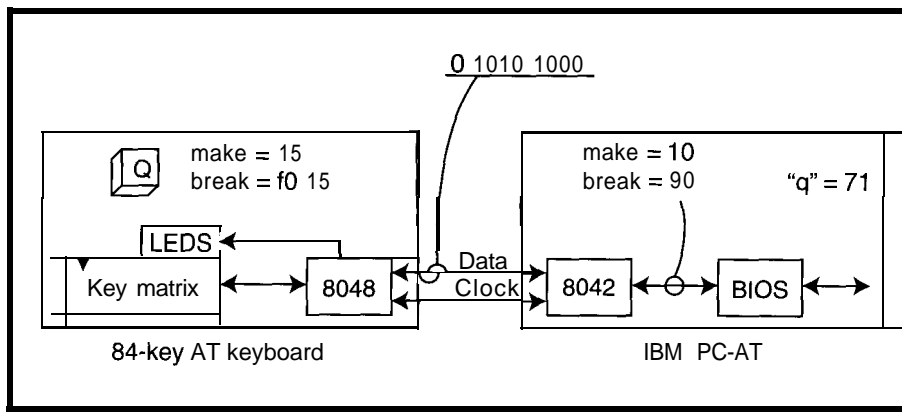 0 1010 1000
Q
make = 15
break = f0 15
make = 10
break = 90
"q" = 71
LEDS
Key matrix
8048
Data
Clock
8042
BIOS
84-key AT keyboard
IBM PC-AT